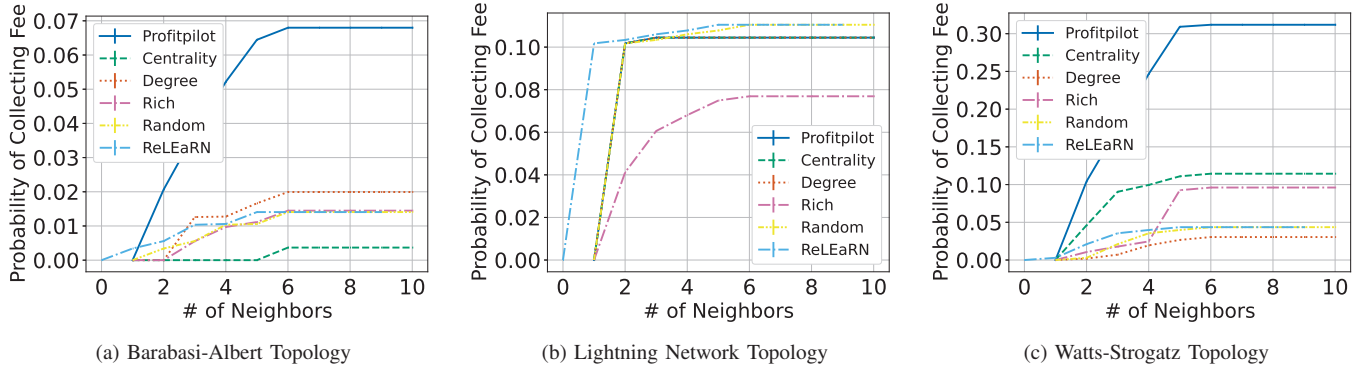 Probability of Collecting Fee
0.07
0.06
0.05
0.04
0.03
0.02
0.01
0.00
Profitpilot
Centrality
Degree
Rich
Random
ReLEaRN
0 2 4 6 8 10
# of Neighbors
(a) Barabasi-Albert Topology
Probability of Collecting Fee
0.10
0.08
0.06
0.04
0.02
0.00
Profitpilot
Centrality
Degree
Rich
Random
ReLEaRN
0 2 4 6 8 10
# of Neighbors
(b) Lightning Network Topology
Probability of Collecting Fee
0.30
0.25
0.20
0.15
0.10
0.05
0.00
Profitpilot
Centrality
Degree
Rich
Random
ReLEaRN
0 2 4 6 8 10
# of Neighbors
(c) Watts-Strogatz Topology